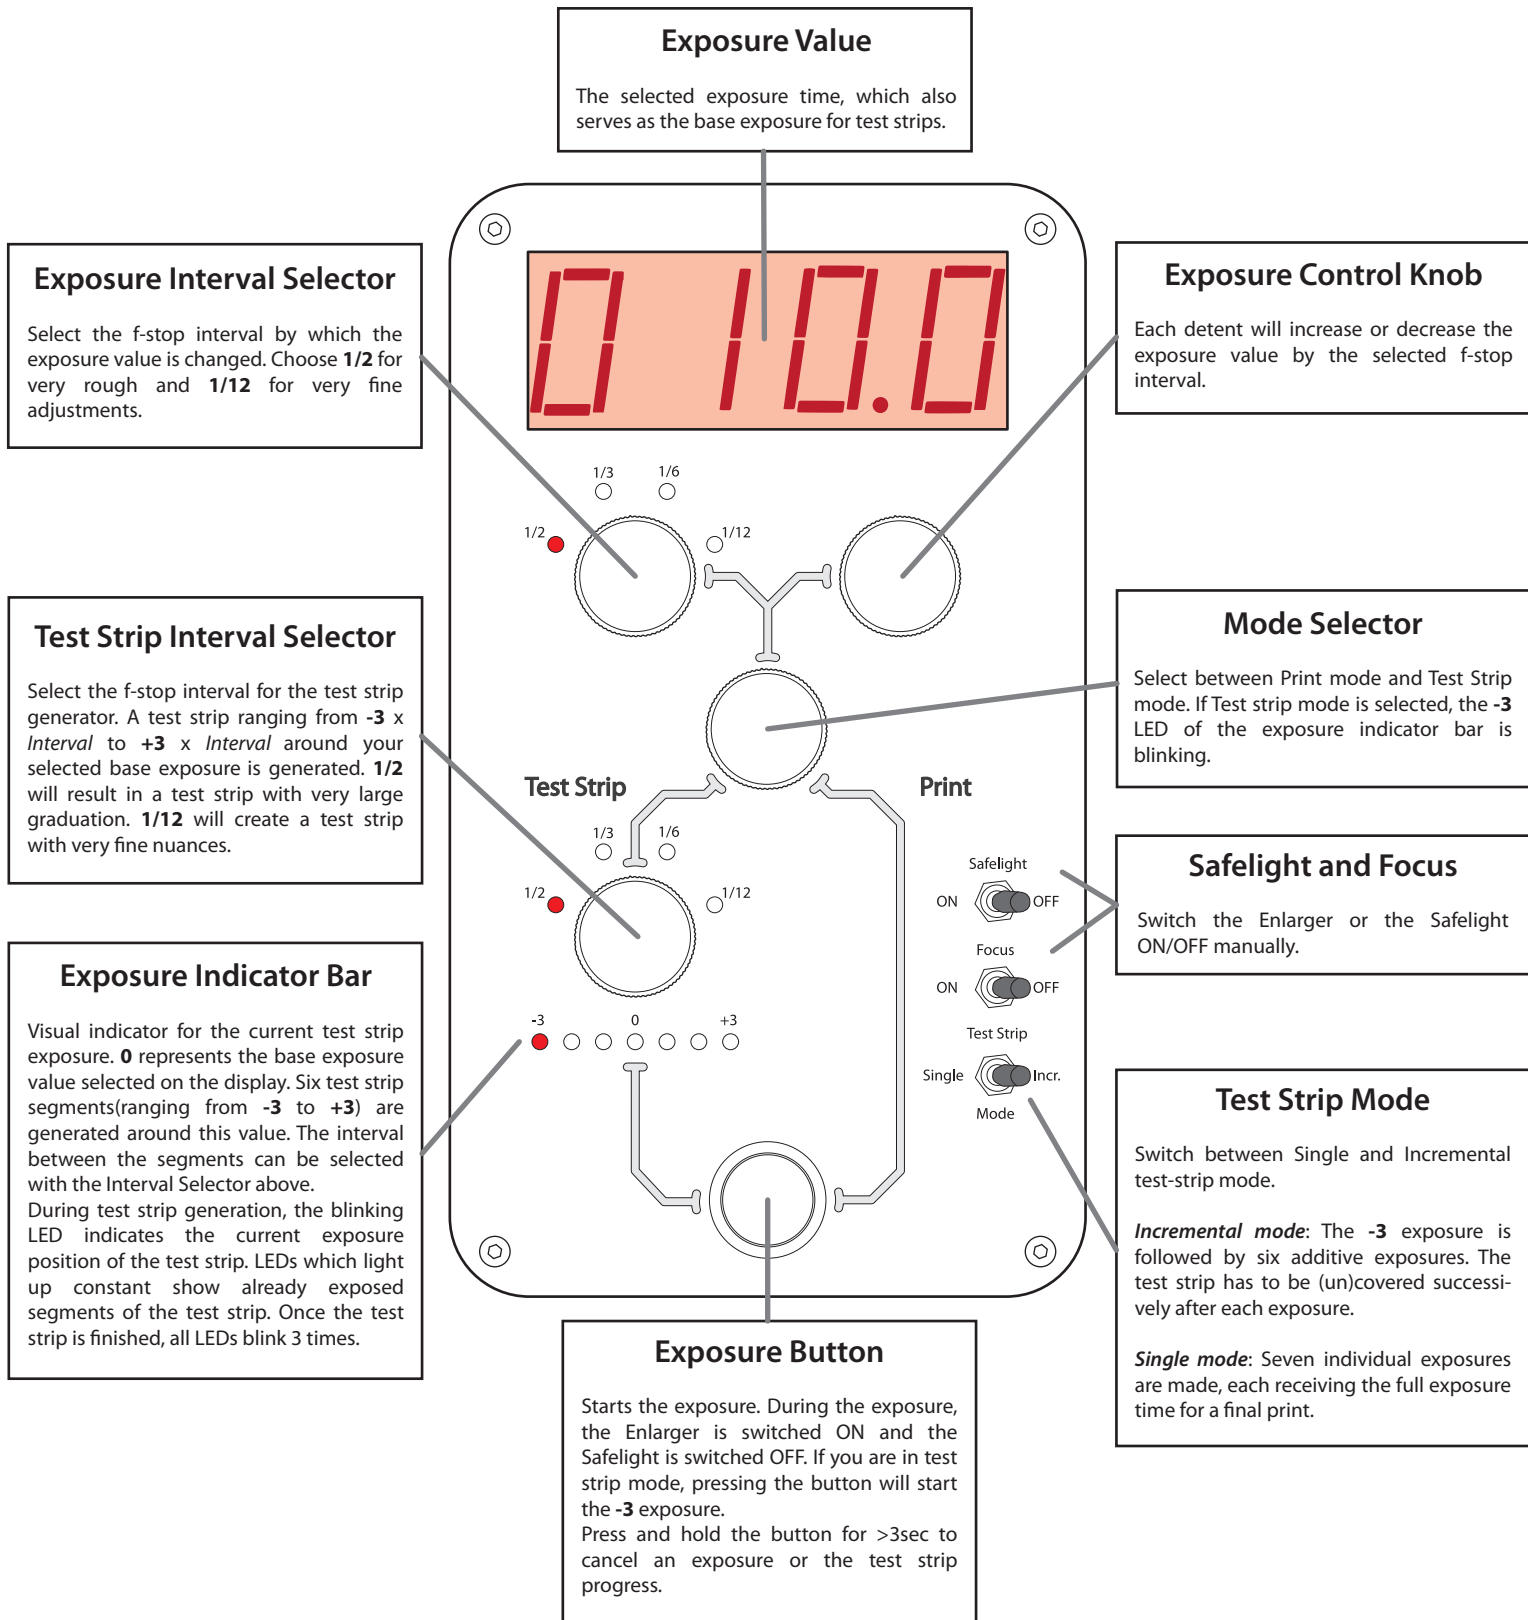 Exposure Value
The selected exposure time, which also
serves as the base exposure for test strips.
010.0
Exposure Interval Selector
Select the f-stop interval by which the
exposure value is changed. Choose 1/2 for
very rough and 1/12 for very fine
adjustments.
Exposure Control Knob
Each detent will increase or decrease the
exposure value by the selected f-stop
interval.
1/3 1/6
1/2 1/12
Test Strip Interval Selector
Select the f-stop interval for the test strip
generator. A test strip ranging from -3 x
Interval to +3 x Interval around your
selected base exposure is generated. 1/2
will result in a test strip with very large
graduation. 1/12 will create a test strip
with very fine nuances.
Mode Selector
Select between Print mode and Test Strip
mode. If Test strip mode is selected, the -3
LED of the exposure indicator bar is
blinking.
Test Strip Print
1/3 1/6
1/2 1/12
Safelight
ON OFF
Focus
ON OFF
Test Strip
Single Incr.
Mode
Safelight and Focus
Switch the Enlarger or the Safelight
ON/OFF manually.
-3 0 +3
Exposure Indicator Bar
Visual indicator for the current test strip
exposure. 0 represents the base exposure
value selected on the display. Six test strip
segments(ranging from -3 to +3) are
generated around this value. The interval
between the segments can be selected
with the Interval Selector above.
During test strip generation, the blinking
LED indicates the current exposure
position of the test strip. LEDs which light
up constant show already exposed
segments of the test strip. Once the test
strip is finished, all LEDs blink 3 times.
Test Strip Mode
Switch between Single and Incremental
test-strip mode.
Incremental mode: The -3 exposure is
followed by six additive exposures. The
test strip has to be (un)covered successi-
vely after each exposure.
Single mode: Seven individual exposures
are made, each receiving the full exposure
time for a final print.
Exposure Button
Starts the exposure. During the exposure,
the Enlarger is switched ON and the
Safelight is switched OFF. If you are in test
strip mode, pressing the button will start
the -3 exposure.
Press and hold the button for >3sec to
cancel an exposure or the test strip
progress.